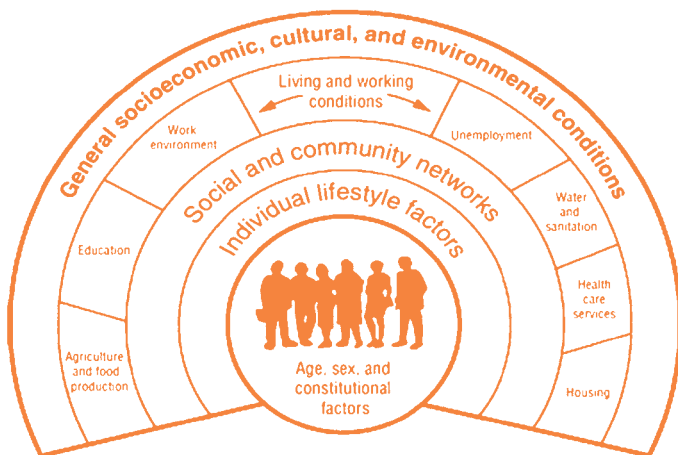 General socioeconomic, cultural, and environmental conditions
Living and working
conditions
Work
environment
Unemployment
Social and community networks
Water
and
sanitation
Individual lifestyle factors
Education
Health
care
services
Agriculture
and food
production
Age, sex, and
constitutional
factors
Housing